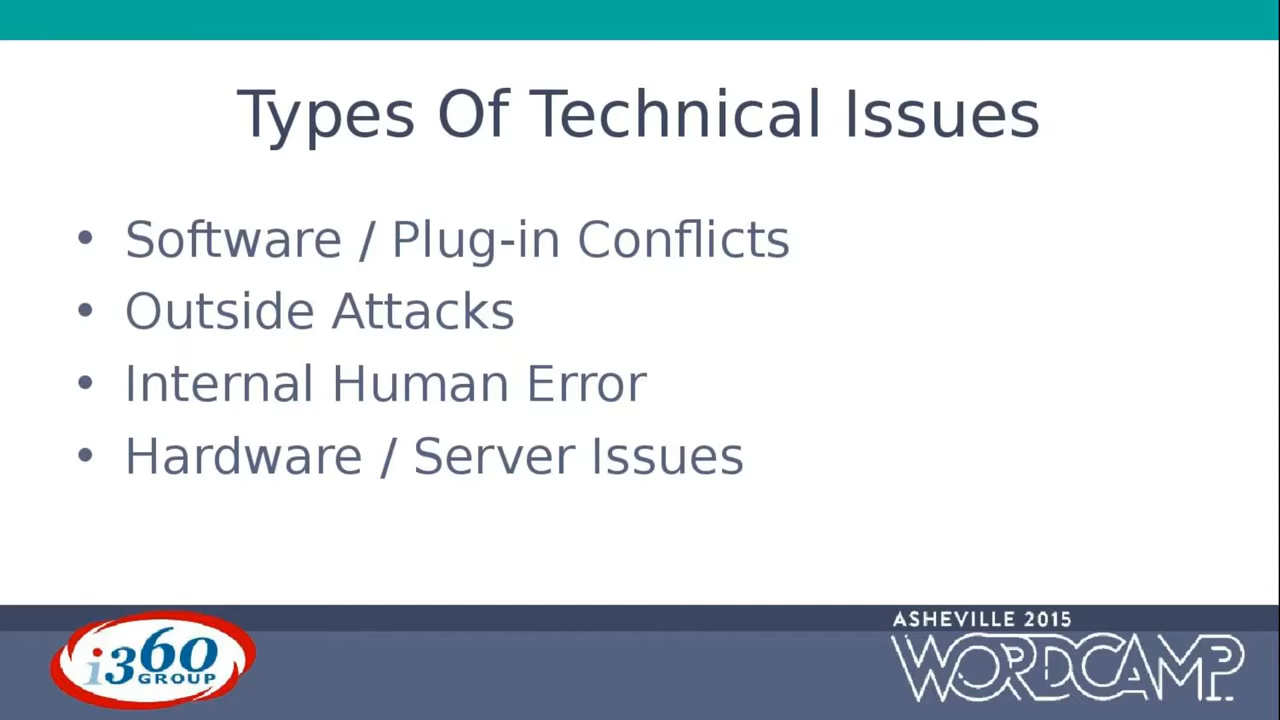 Types Of Technical Issues
• Software / Plug-in Conflicts
• Outside Attacks
• Internal Human Error
• Hardware / Server Issues
i360
GROUP
ASHEVILLE 2015
WORDCAMP